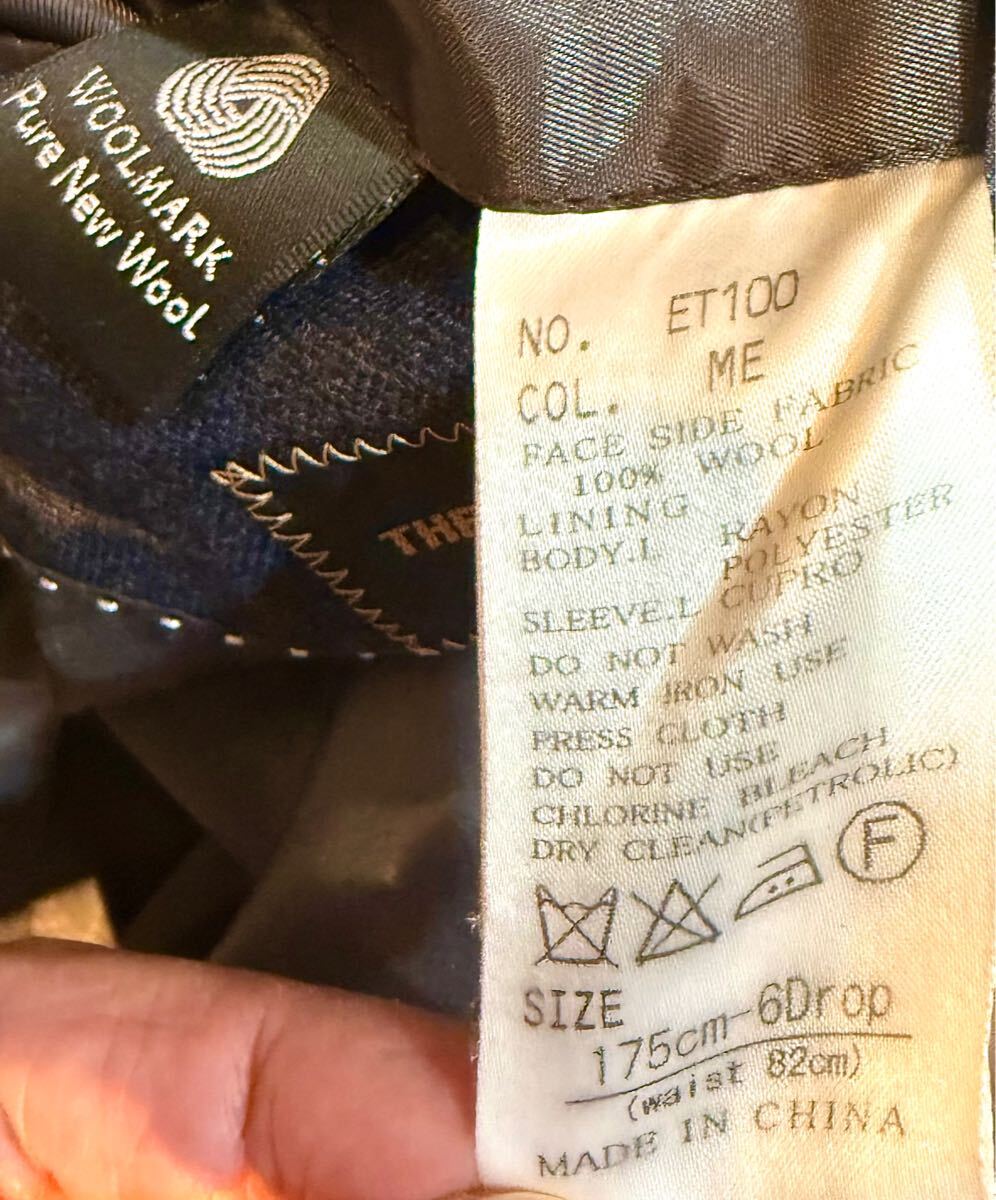 WOOLMARK
Pure New Wool
THE
NO. ET100
COL. ME
FACE SIDE FABRIC
100% WOOL
LINING
BODY.L RAYON
POLYESTER
SLEEVE.L CUPRO
DO NOT WASH
WARM IRON USE
PRESS CLOTH
DO NOT USE
CHLORINE BLEACH
DRY CLEAN(PETROLIC)
F
SIZE
175cm-6Drop
(waist 82cm)
MADE IN CHINA